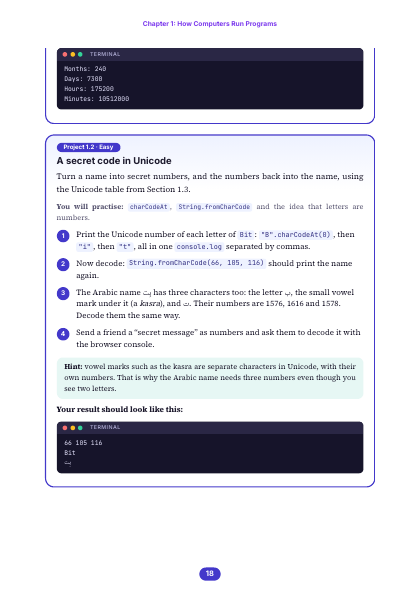 Chapter 1: How Computers Run Programs
TERMINAL
Months: 240
Days: 7300
Hours: 175200
Minutes: 10512000
Project 1.2 · Easy
A secret code in Unicode
Turn a name into secret numbers, and the numbers back into the name, using
the Unicode table from Section 1.3.
You will practise: charCodeAt, String.fromCharCode and the idea that letters are
numbers.
1 Print the Unicode number of each letter of Bit: "B".charCodeAt(0), then
"i", then "t", all in one console.log separated by commas.
2 Now decode: String.fromCharCode(66, 105, 116) should print the name
again.
3 The Arabic name بِت has three characters too: the letter ب, the small vowel
mark under it (a kasra), and ت. Their numbers are 1576, 1616 and 1578.
Decode them the same way.
4 Send a friend a “secret message” as numbers and ask them to decode it with
the browser console.
Hint: vowel marks such as the kasra are separate characters in Unicode, with their
own numbers. That is why the Arabic name needs three numbers even though you
see two letters.
Your result should look like this:
TERMINAL
66 105 116
Bit
بِت
18